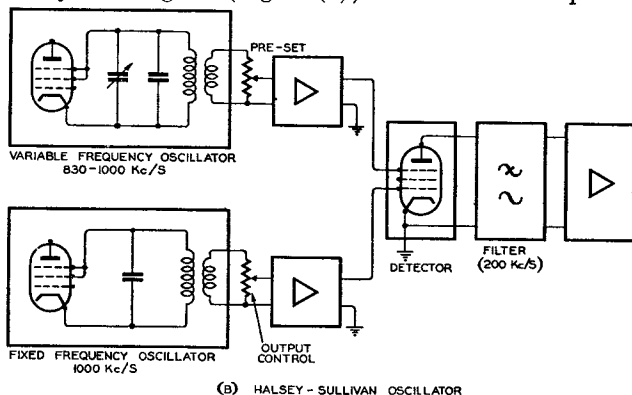 PRE-SET
VARIABLE FREQUENCY OSCILLATOR
830-1000 Kc/S
DETECTOR
FILTER
(200 Kc/S)
FIXED FREQUENCY OSCILLATOR
1000 Kc/S
OUTPUT
CONTROL
(B) HALSEY - SULLIVAN OSCILLATOR